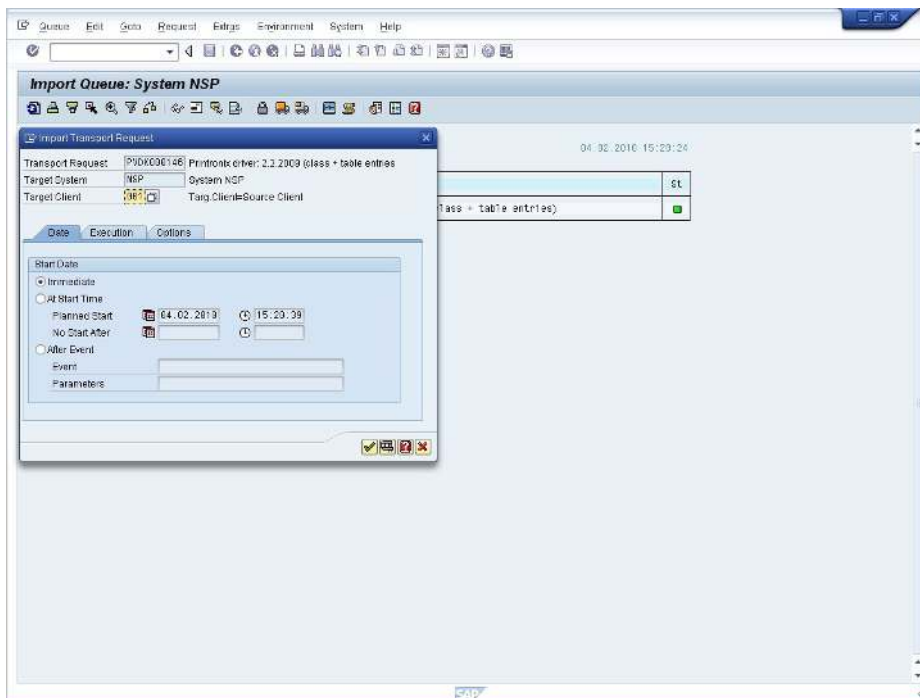 Queue Edit Goto Request Extras Environment System Help
Import Queue: System NSP
04.02.2010 15:20:24
St
lass + table entries)
Import Transport Request
Transport Request Printronix driver: 2.2.2009 (class + table entries
Target System NSP System NSP
Target Client Targ.Client=Source Client
Date Execution Options
Start Date
Immediate
At Start Time
Planned Start 04.02.2010 15:20:39
No Start After
After Event
Event
Parameters
SAP